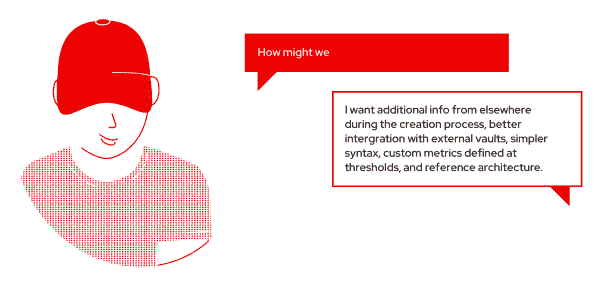 How might we
I want additional info from elsewhere
during the creation process, better
intergration with external vaults, simpler
syntax, custom metrics defined at
thresholds, and reference architecture.